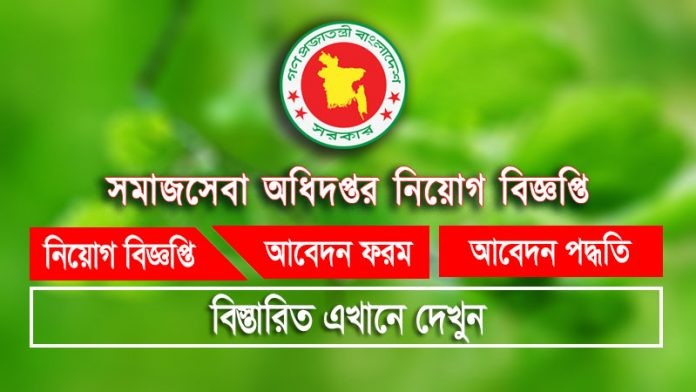 গণপ্রজাতন্ত্রী বাংলাদেশ
সরকার
সমাজসেবা অধিদপ্তর নিয়োগ বিজ্ঞপ্তি
নিয়োগ বিজ্ঞপ্তি আবেদন ফরম আবেদন পদ্ধতি
বিস্তারিত এখানে দেখুন